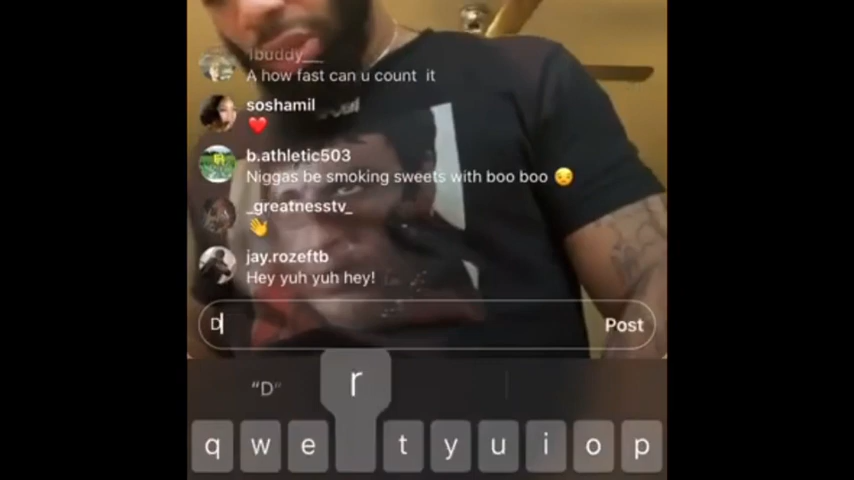 1buddy___
A how fast can u count it
soshamil
❤️
b.athletic503
Niggas be smoking sweets with boo boo 😒
_greatnesstv_
👋
jay.rozeftb
Hey yuh yuh hey!
D
Post
“D”
r
q w e t y u i o p